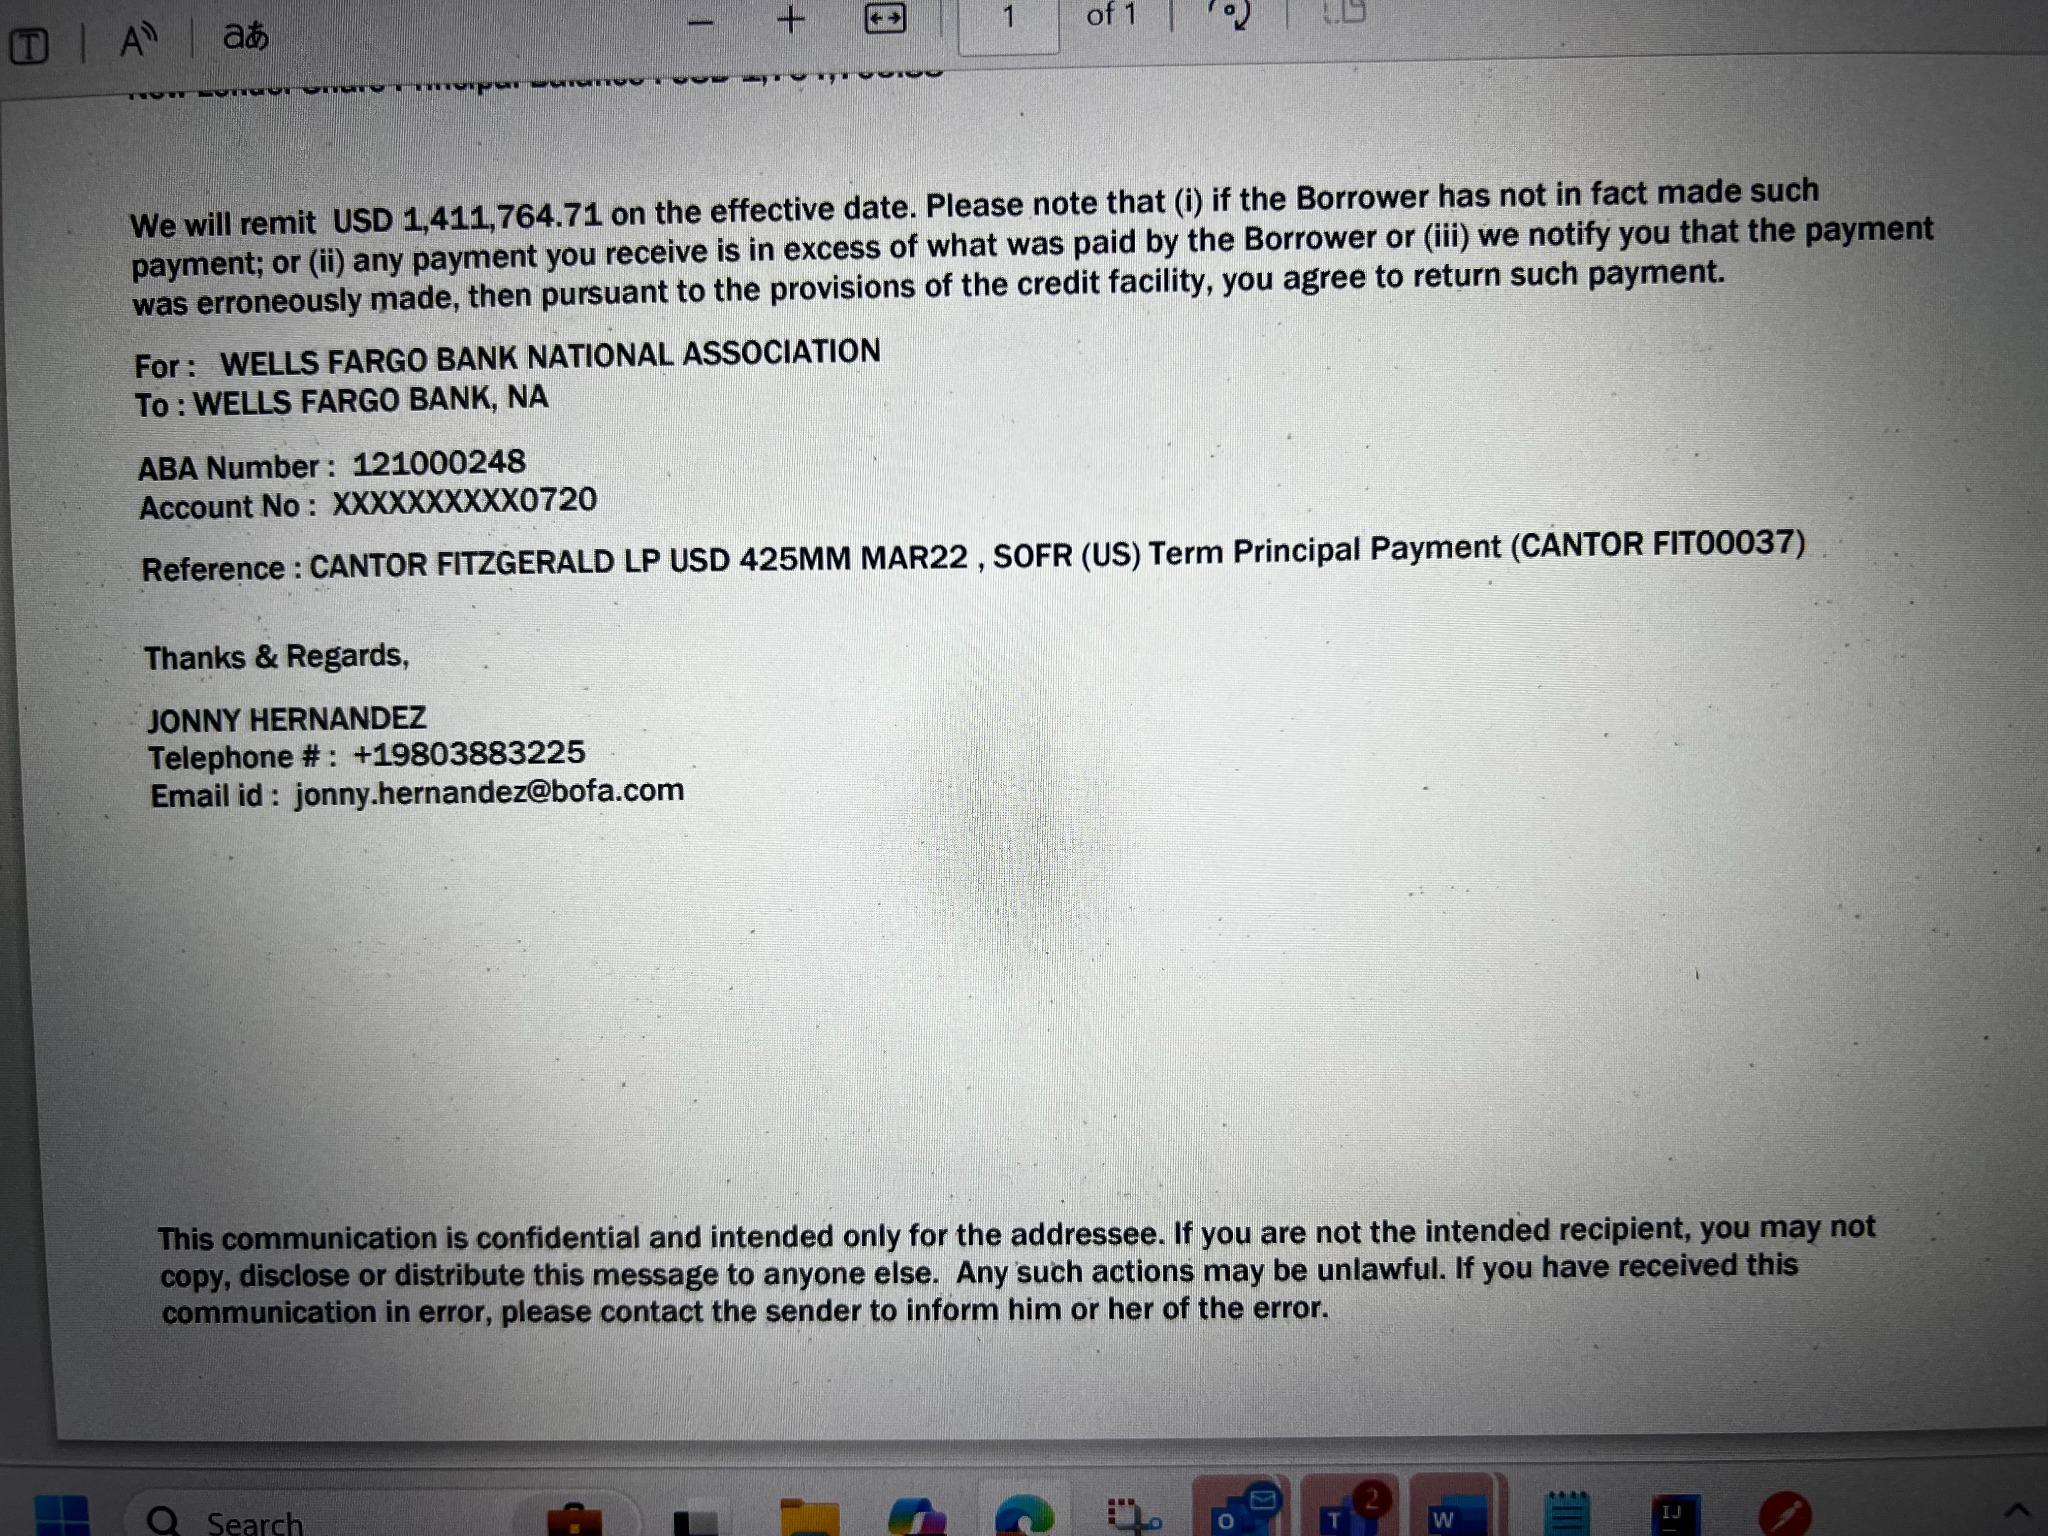 1 of 1
We will remit USD 1,411,764.71 on the effective date. Please note that (i) if the Borrower has not in fact made such
payment; or (ii) any payment you receive is in excess of what was paid by the Borrower or (iii) we notify you that the payment
was erroneously made, then pursuant to the provisions of the credit facility, you agree to return such payment.
For : WELLS FARGO BANK NATIONAL ASSOCIATION
To : WELLS FARGO BANK, NA
ABA Number : 121000248
Account No : XXXXXXXXXX0720
Reference : CANTOR FITZGERALD LP USD 425MM MAR22 , SOFR (US) Term Principal Payment (CANTOR FIT00037)
Thanks & Regards,
JONNY HERNANDEZ
Telephone # : +19803883225
Email id : jonny.hernandez@bofa.com
This communication is confidential and intended only for the addressee. If you are not the intended recipient, you may not
copy, disclose or distribute this message to anyone else. Any such actions may be unlawful. If you have received this
communication in error, please contact the sender to inform him or her of the error.
Search